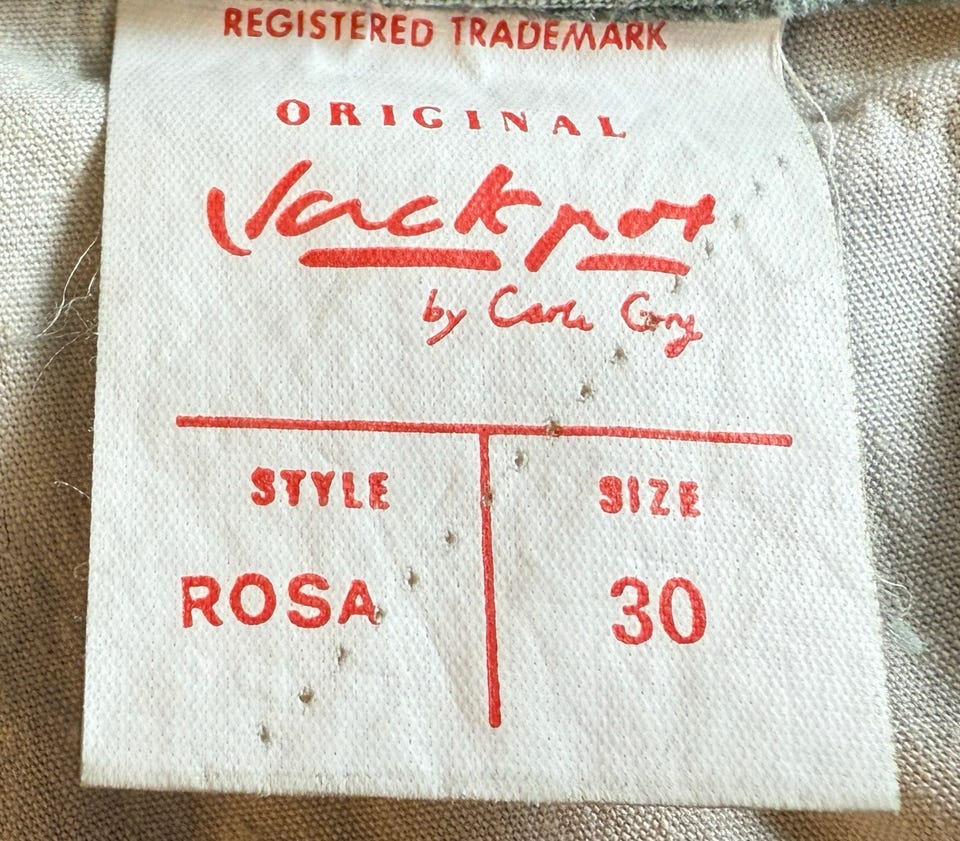 REGISTERED TRADEMARK
ORIGINAL
Jackpot
by Carli Gry
STYLE SIZE
ROSA 30